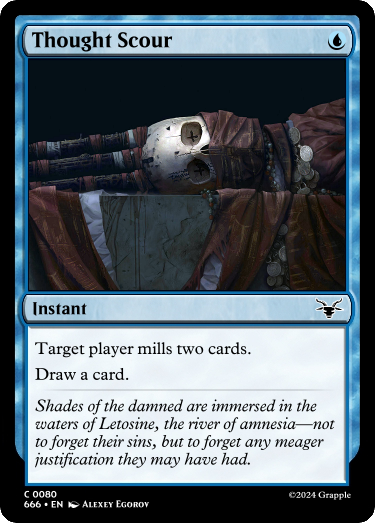 Thought Scour
Instant
Target player mills two cards.
Draw a card.
Shades of the damned are immersed in the
waters of Letosine, the river of amnesia—not
to forget their sins, but to forget any meager
justification they may have had.
C 0080
666 • EN Alexey Egorov
©2024 Grapple